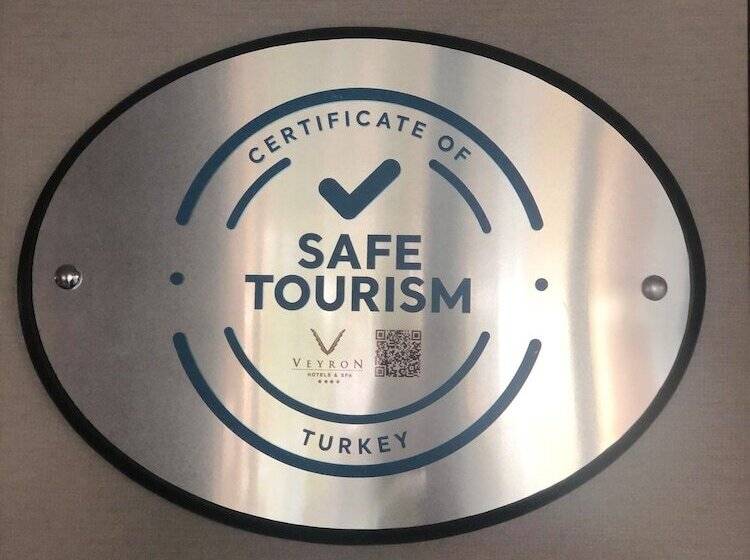 CERTIFICATE OF
SAFE
TOURISM
VEYRON
HOTELS & SPA
TURKEY